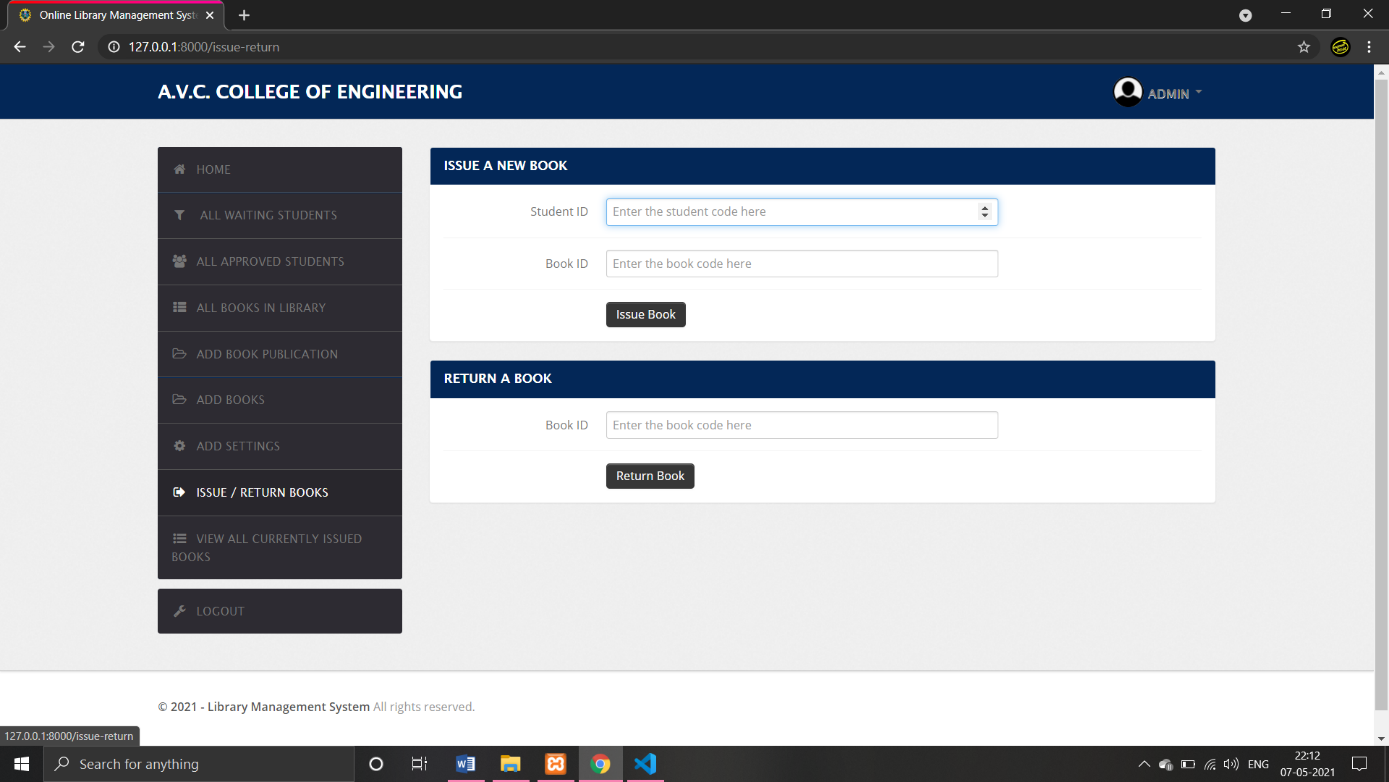 Online Library Management Syst
127.0.0.1:8000/issue-return
A.V.C. COLLEGE OF ENGINEERING
ADMIN
HOME
ALL WAITING STUDENTS
ALL APPROVED STUDENTS
ALL BOOKS IN LIBRARY
ADD BOOK PUBLICATION
ADD BOOKS
ADD SETTINGS
ISSUE / RETURN BOOKS
VIEW ALL CURRENTLY ISSUED
BOOKS
LOGOUT
ISSUE A NEW BOOK
Student ID Enter the student code here
Book ID Enter the book code here
Issue Book
RETURN A BOOK
Book ID Enter the book code here
Return Book
© 2021 - Library Management System All rights reserved.
127.0.0.1:8000/issue-return
Search for anything
ENG
22:12
07-05-2021